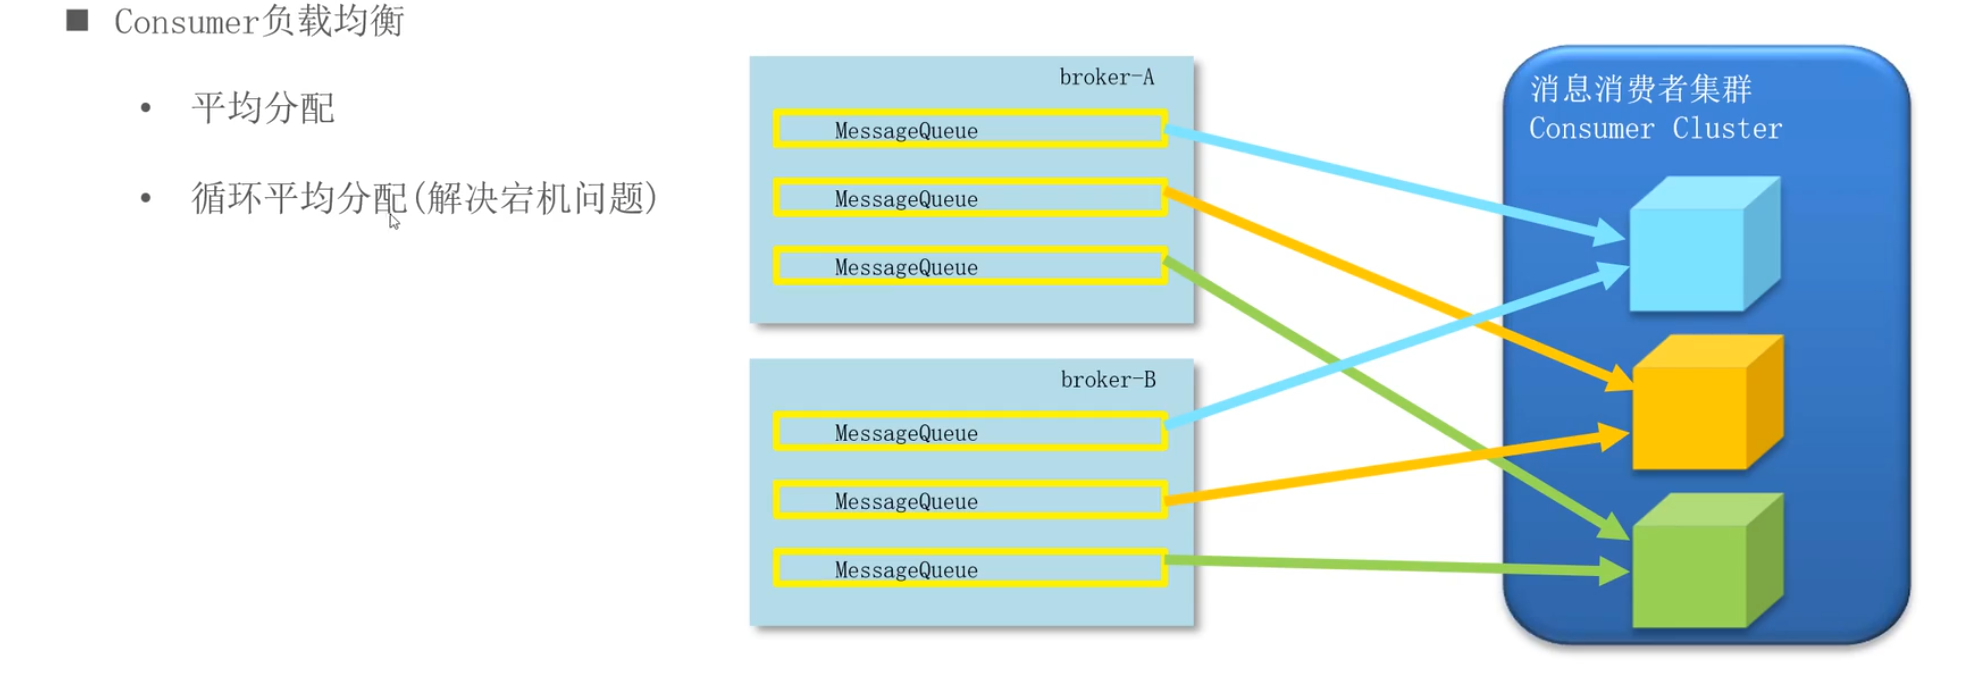 Consumer负载均衡
平均分配
循环平均分配(解决宕机问题)
broker-A
MessageQueue
MessageQueue
MessageQueue
broker-B
MessageQueue
MessageQueue
MessageQueue
消息消费者集群
Consumer Cluster